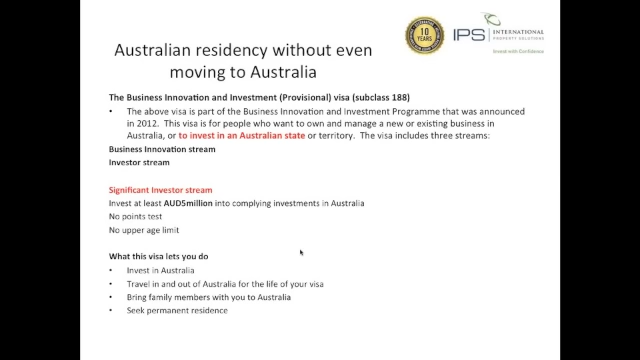 10
YEARS
IPS
INTERNATIONAL
PROPERTY SOLUTIONS
Invest with Confidence
Australian residency without even
moving to Australia
The Business Innovation and Investment (Provisional) visa (subclass 188)
• The above visa is part of the Business Innovation and Investment Programme that was announced
in 2012. This visa is for people who want to own and manage a new or existing business in
Australia, or to invest in an Australian state or territory. The visa includes three streams:
Business Innovation stream
Investor stream
Significant Investor stream
Invest at least AUD5million into complying investments in Australia
No points test
No upper age limit
What this visa lets you do
• Invest in Australia
• Travel in and out of Australia for the life of your visa
• Bring family members with you to Australia
• Seek permanent residence